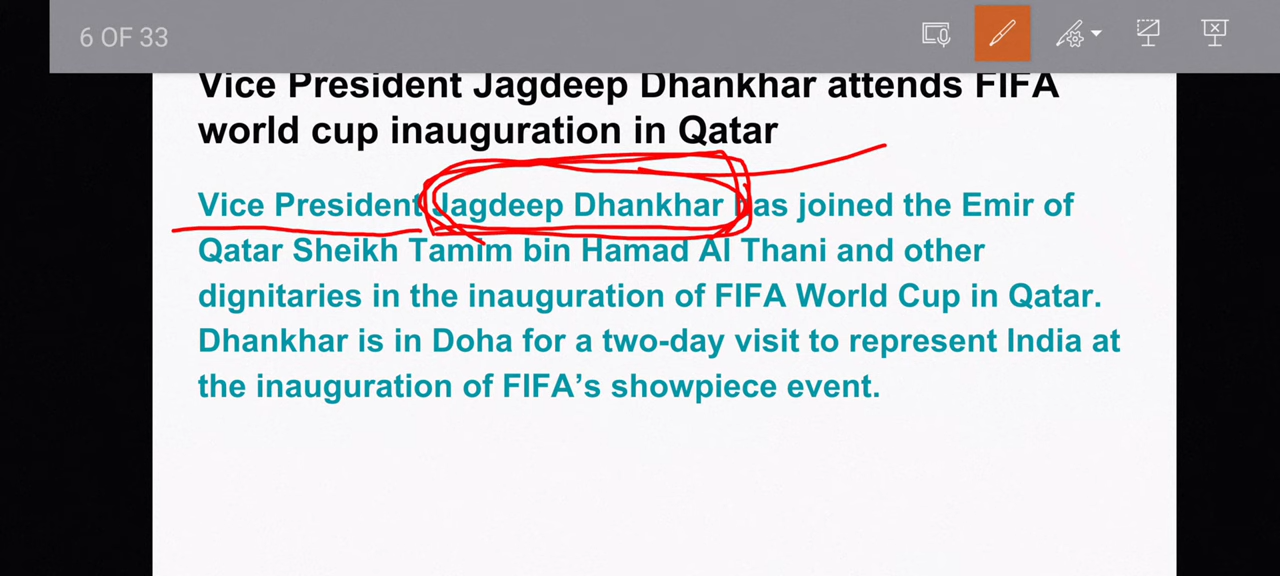 6 OF 33
Vice President Jagdeep Dhankhar attends FIFA
world cup inauguration in Qatar
Vice President Jagdeep Dhankhar has joined the Emir of
Qatar Sheikh Tamim bin Hamad Al Thani and other
dignitaries in the inauguration of FIFA World Cup in Qatar.
Dhankhar is in Doha for a two-day visit to represent India at
the inauguration of FIFA’s showpiece event.